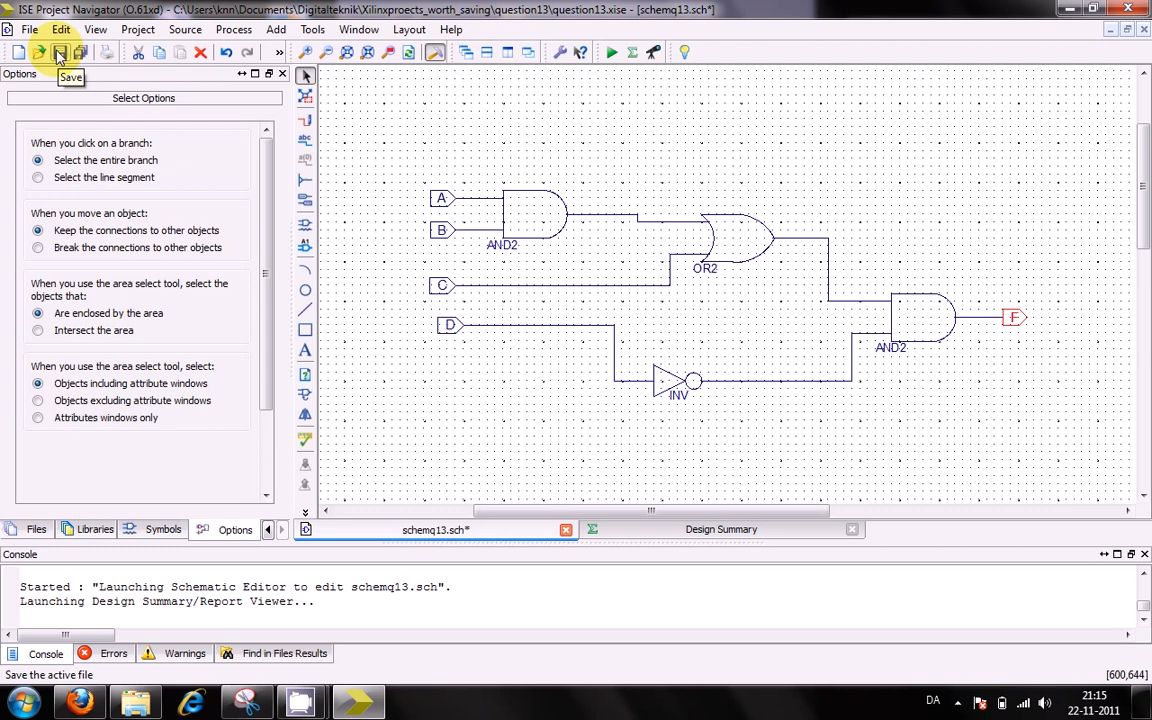 ISE Project Navigator (O.61xd) - C:\Users\knn\Documents\Digitalteknik\Xilinxproects_worth_saving\question13\question13.xise - [schemq13.sch*]
File Edit View Project Source Process Add Tools Window Layout Help
» 
Options
Save
Select Options
When you click on a branch:
Select the entire branch
Select the line segment
When you move an object:
Keep the connections to other objects
Break the connections to other objects
When you use the area select tool, select the
objects that:
Are enclosed by the area
Intersect the area
When you use the area select tool, select:
Objects including attribute windows
Objects excluding attribute windows
Attributes windows only
abc
a(0)
A1
A
A
B
AND2
C
OR2
D
INV
AND2
F
Files Libraries Symbols Options
schemq13.sch* Design Summary
Console
Started : "Launching Schematic Editor to edit schemq13.sch".
Launching Design Summary/Report Viewer...
Console Errors Warnings Find in Files Results
Save the active file
[600,644]
DA
21:15
22-11-2011